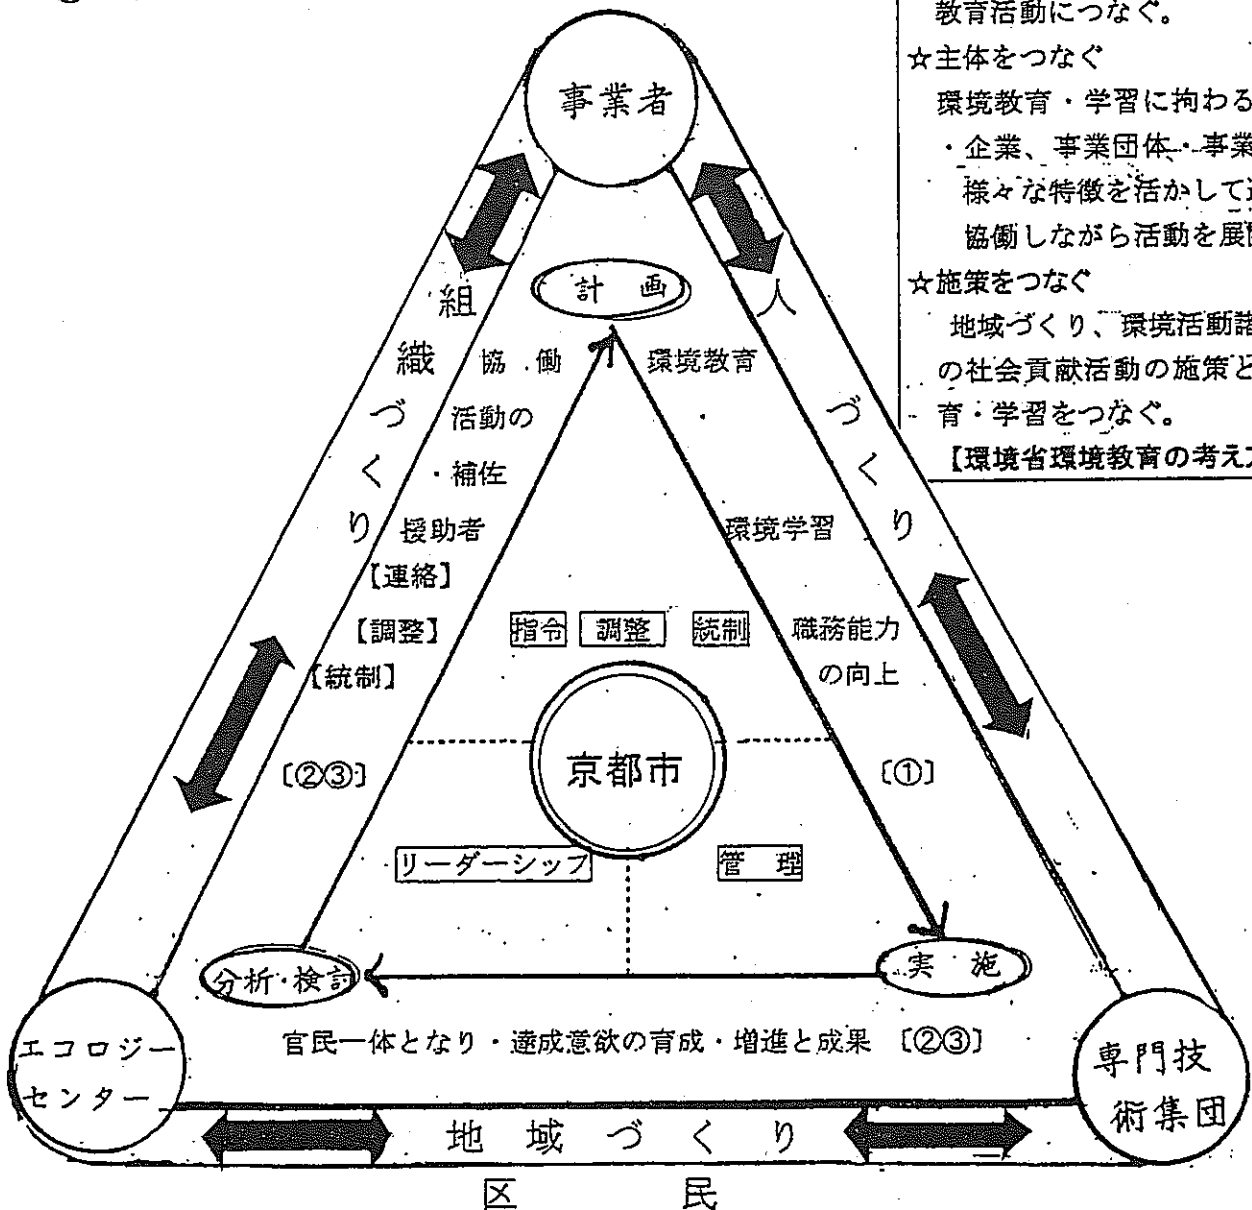 教育活動につなぐ。
☆主体をつなぐ
環境教育・学習に拘わる
・企業、事業団体・事業
様々な特徴を活かして
協働しながら活動を展
☆施策をつなぐ
地域づくり、環境活動諸
の社会貢献活動の施策と
育・学習をつなぐ。
【環境省環境教育の考え
事業者
計画
組織づくり
人づくり
協働
活動の
・補佐
援助者
【連絡】
【調整】
【統制】
環境教育
環境学習
職務能力
の向上
指令 調整 統制
〔②③〕
京都市
〔①〕
リーダーシップ
管理
分析・検討
実施
官民一体となり・達成意欲の育成・増進と成果 〔②③〕
エコロジー
センター
専門技
術集団
地域づくり
区民